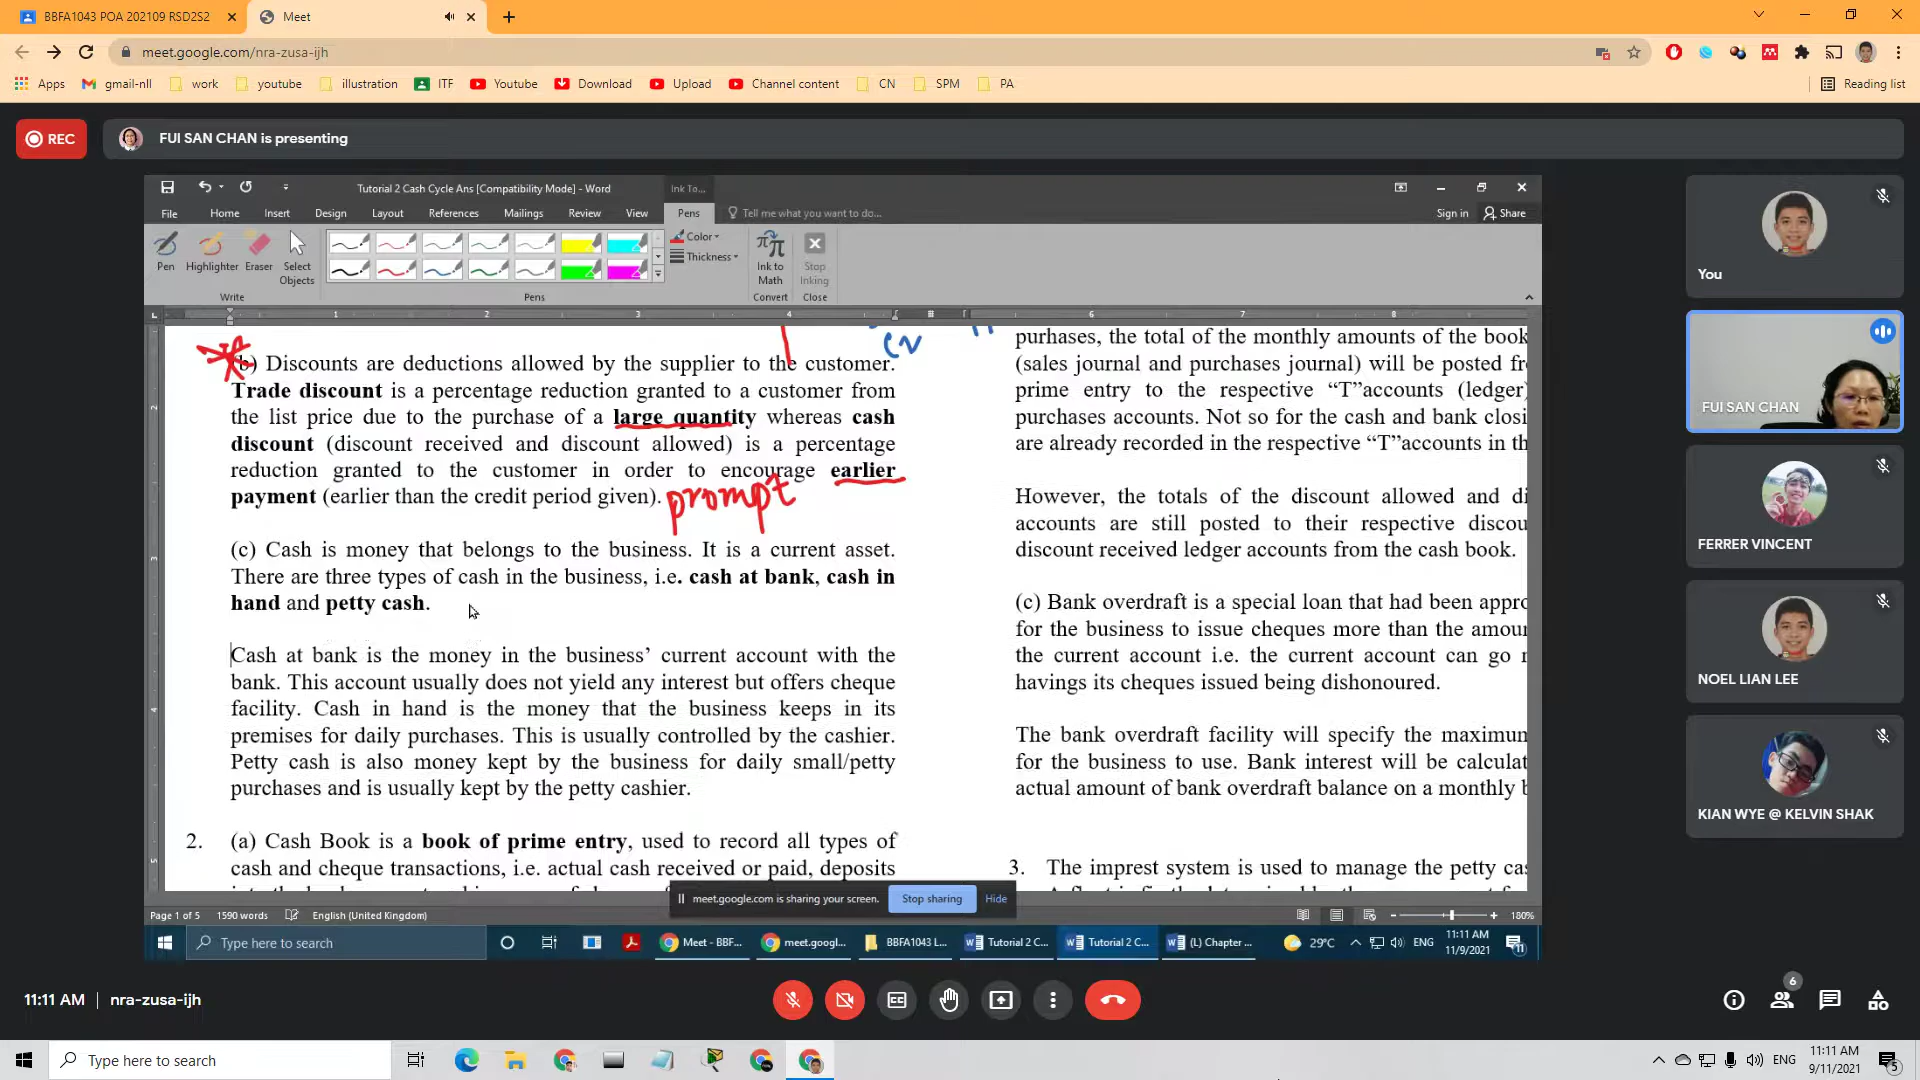 BBFA1043 POA 202109 RSD2S2
Meet
meet.google.com/nra-zusa-ijh
Apps
gmail-nll
work
youtube
illustration
ITF
Youtube
Download
Upload
Channel content
CN
SPM
PA
Reading list
REC
FUI SAN CHAN is presenting
Tutorial 2 Cash Cycle Ans [Compatibility Mode] - Word
Ink To...
File
Home
Insert
Design
Layout
References
Mailings
Review
View
Pens
Tell me what you want to do...
Sign in
Share
Pen
Highlighter
Eraser
Select
Objects
Color
Thickness
Ink to
Math
Stop
Inking
Write
Pens
Convert
Close
(b) Discounts are deductions allowed by the supplier to the customer.
Trade discount is a percentage reduction granted to a customer from
the list price due to the purchase of a large quantity whereas cash
discount (discount received and discount allowed) is a percentage
reduction granted to the customer in order to encourage earlier
payment (earlier than the credit period given).
prompt
(c) Cash is money that belongs to the business. It is a current asset.
There are three types of cash in the business, i.e. cash at bank, cash in
hand and petty cash.
Cash at bank is the money in the business’ current account with the
bank. This account usually does not yield any interest but offers cheque
facility. Cash in hand is the money that the business keeps in its
premises for daily purchases. This is usually controlled by the cashier.
Petty cash is also money kept by the business for daily small/petty
purchases and is usually kept by the petty cashier.
2. (a) Cash Book is a book of prime entry, used to record all types of
cash and cheque transactions, i.e. actual cash received or paid, deposits
purhases, the total of the monthly amounts of the book
(sales journal and purchases journal) will be posted fr
prime entry to the respective “T”accounts (ledger)
purchases accounts. Not so for the cash and bank closi
are already recorded in the respective “T”accounts in th
However, the totals of the discount allowed and di
accounts are still posted to their respective discou
discount received ledger accounts from the cash book.
(c) Bank overdraft is a special loan that had been appro
for the business to issue cheques more than the amour
the current account i.e. the current account can go
havings its cheques issued being dishonoured.
The bank overdraft facility will specify the maximum
for the business to use. Bank interest will be calculat
actual amount of bank overdraft balance on a monthly b
3. The imprest system is used to manage the petty cas
meet.google.com is sharing your screen.
Stop sharing
Hide
Page 1 of 5
1590 words
English (United Kingdom)
180%
Type here to search
Meet - BBF...
meet.googl...
BBFA1043 L...
Tutorial 2 C...
Tutorial 2 C...
(L) Chapter ...
29°C
ENG
11:11 AM
11/9/2021
You
FUI SAN CHAN
FERRER VINCENT
NOEL LIAN LEE
KIAN WYE @ KELVIN SHAK
11:11 AM
nra-zusa-ijh
6
Type here to search
ENG
11:11 AM
9/11/2021
5